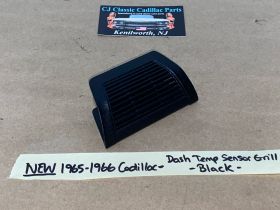 CJ Classic Cadillac Parts
Kenilworth, NJ
NEW 1965-1966 Cadillac- Dash Temp Sensor Grill
-Black-